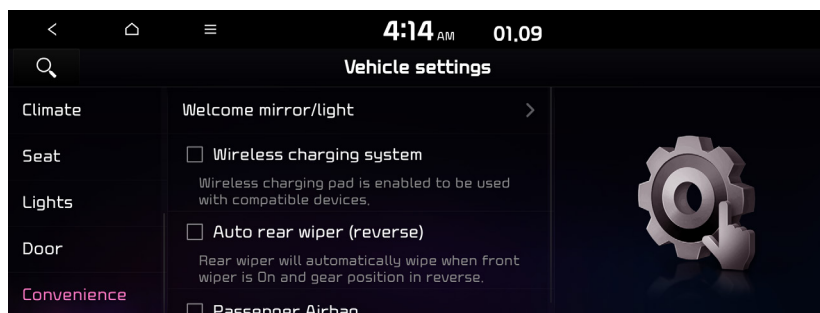 4:14 AM 01.09
Vehicle settings
Climate
Seat
Lights
Door
Convenience
Welcome mirror/light
Wireless charging system
Wireless charging pad is enabled to be used
with compatible devices.
Auto rear wiper (reverse)
Rear wiper will automatically wipe when front
wiper is On and gear position in reverse.
Passenger Airbag